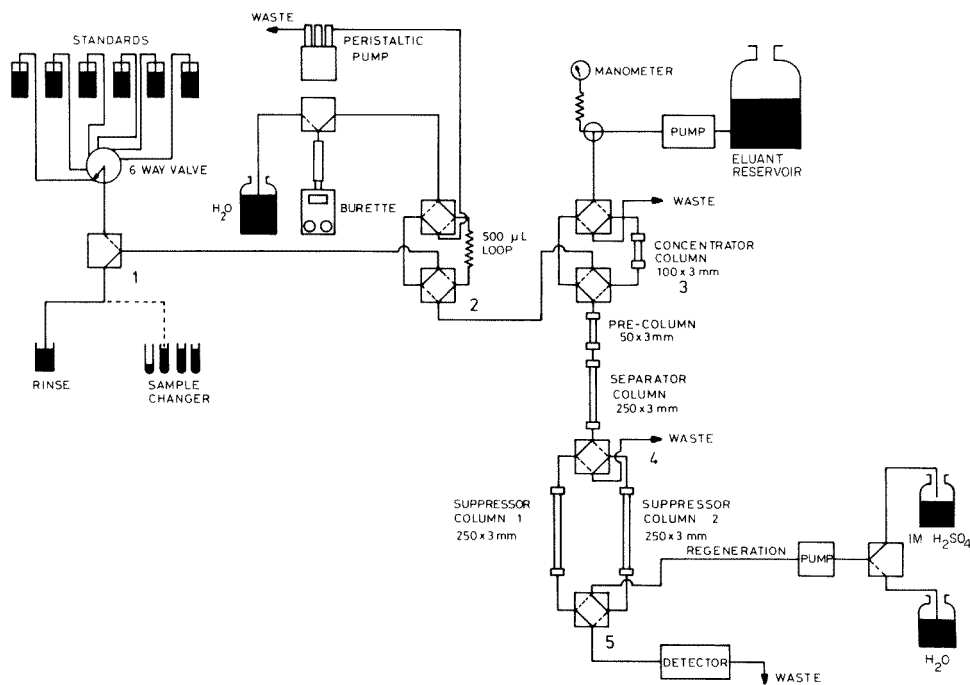 WASTE
STANDARDS
PERISTALTIC
PUMP
MANOMETER
PUMP
ELUANT
RESERVOIR
6 WAY VALVE
H2O
BURETTE
WASTE
500 µL
LOOP
CONCENTRATOR
COLUMN
100 x 3 mm
1
2
3
PRE-COLUMN
50 x 3mm
RINSE
SAMPLE
CHANGER
SEPARATOR
COLUMN
250 x 3 mm
WASTE
4
SUPPRESSOR
COLUMN 1
250 x 3 mm
SUPPRESSOR
COLUMN 2
250 x 3 mm
REGENERATION
PUMP
1M H2SO4
5
DETECTOR
WASTE
H2O